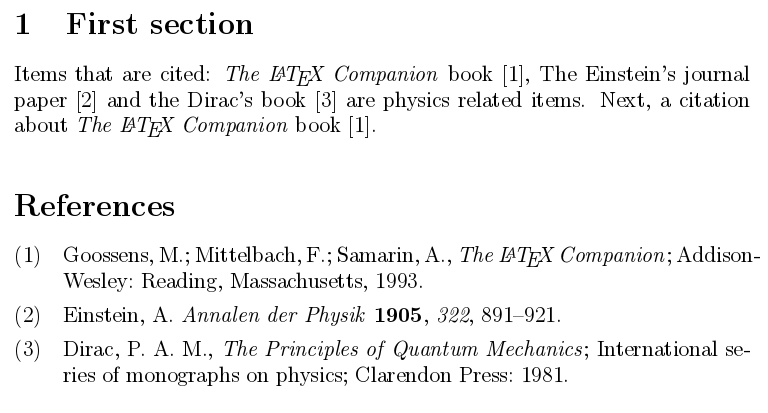 1 First section
Items that are cited: The LATEX Companion book [1], The Einstein's journal
paper [2] and the Dirac's book [3] are physics related items. Next, a citation
about The LATEX Companion book [1].
References
(1) Goossens, M.; Mittelbach, F.; Samarin, A., The LATEX Companion; Addison-
Wesley: Reading, Massachusetts, 1993.
(2) Einstein, A. Annalen der Physik 1905, 322, 891–921.
(3) Dirac, P. A. M., The Principles of Quantum Mechanics; International se-
ries of monographs on physics; Clarendon Press: 1981.